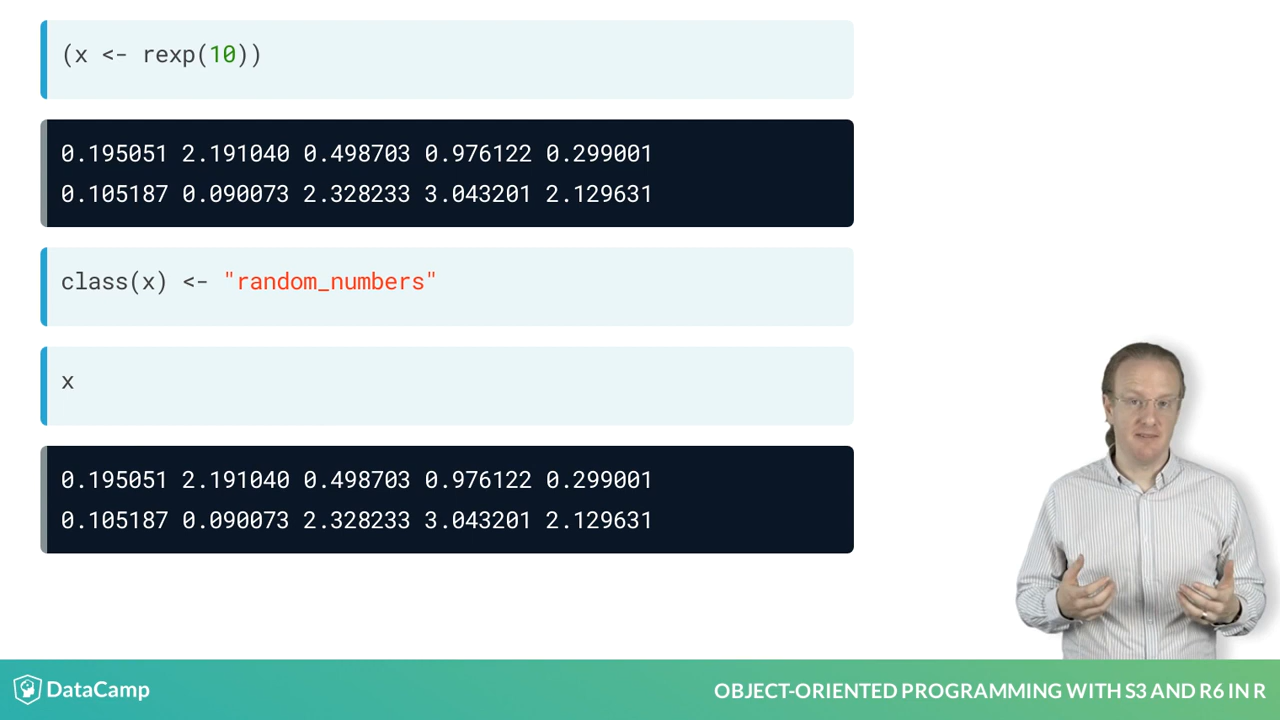 (x <- rexp(10))
0.195051 2.191040 0.498703 0.976122 0.299001
0.105187 0.090073 2.328233 3.043201 2.129631
class(x) <- "random_numbers"
x
0.195051 2.191040 0.498703 0.976122 0.299001
0.105187 0.090073 2.328233 3.043201 2.129631
DataCamp
OBJECT-ORIENTED PROGRAMMING WITH S3 AND R6 IN R